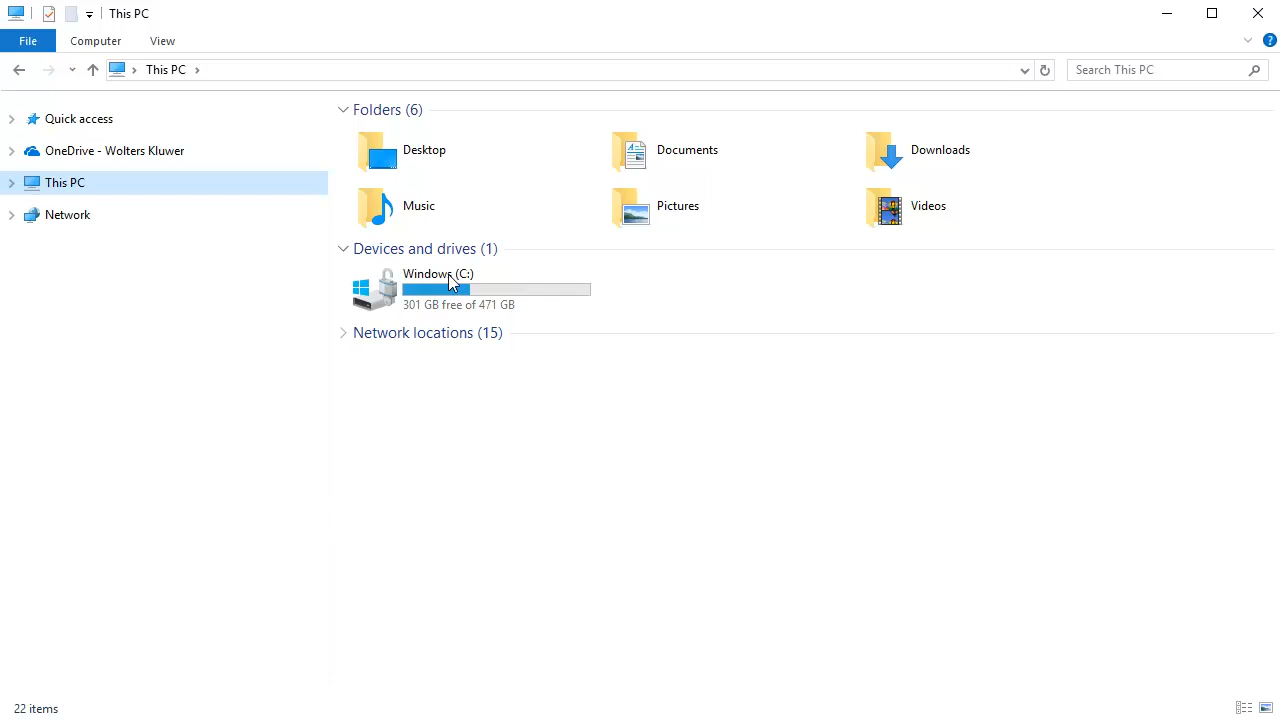 This PC
File Computer View
This PC
Search This PC
Quick access
OneDrive - Wolters Kluwer
This PC
Network
Folders (6)
Desktop Documents Downloads
Music Pictures Videos
Devices and drives (1)
Windows (C:)
301 GB free of 471 GB
Network locations (15)
22 items